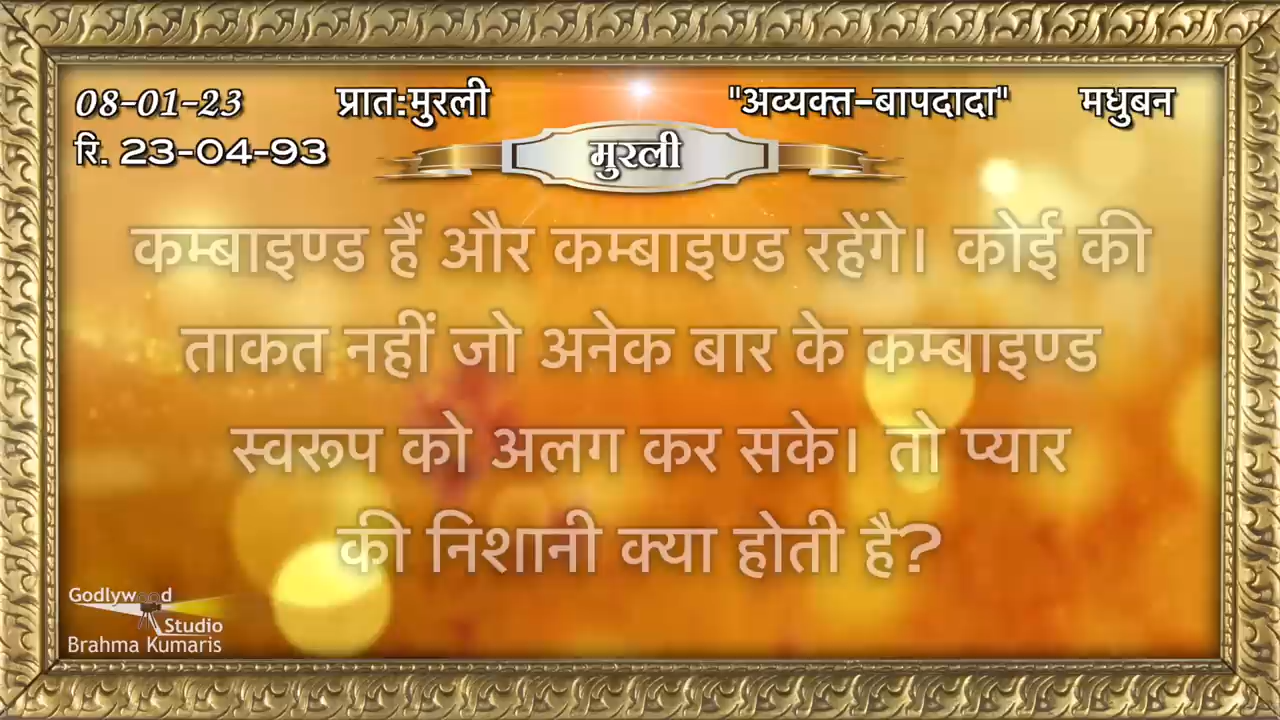 08-01-23 प्रात:मुरली "अव्यक्त-बापदादा" मधुबन
रि. 23-04-93
मुरली
कम्बाइण्ड हैं और कम्बाइण्ड रहेंगे। कोई की
ताकत नहीं जो अनेक बार के कम्बाइण्ड
स्वरूप को अलग कर सके। तो प्यार
की निशानी क्या होती है?
Godlywood
Studio
Brahma Kumaris